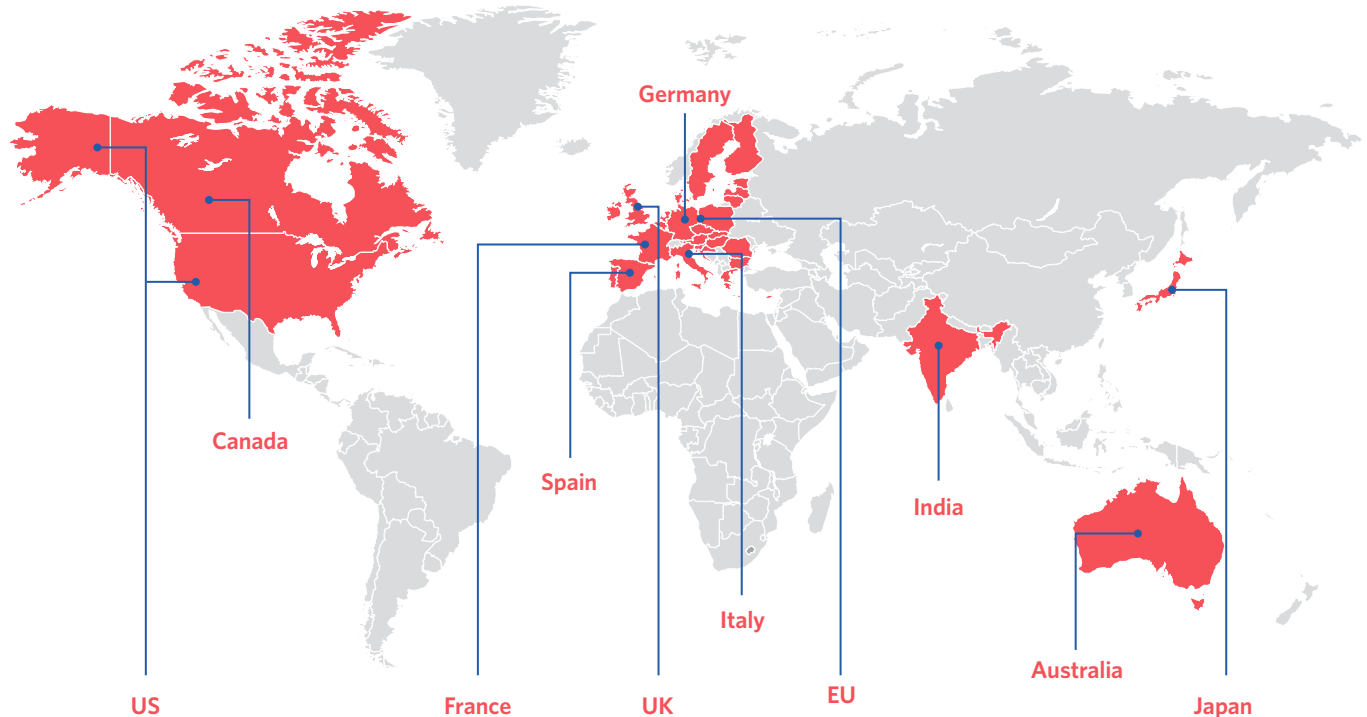 Germany
Canada
Spain
India
Italy
Australia
EU
US
France
UK
Japan